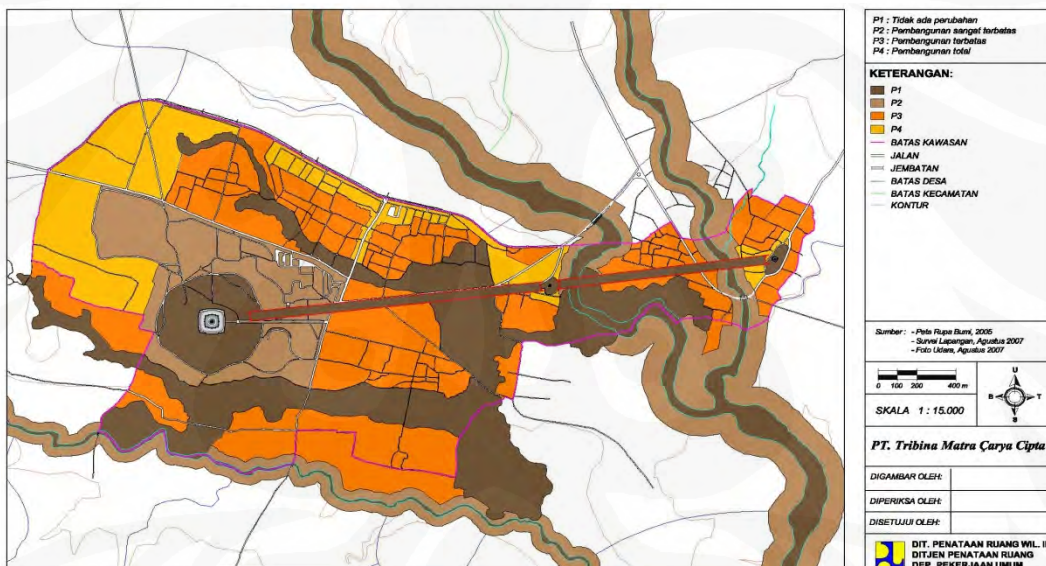 P1 : Tidak ada perubahan
P2 : Pembangunan sangat terbatas
P3 : Pembangunan terbatas
P4 : Pembangunan total
KETERANGAN:
P1
P2
P3
P4
BATAS KAWASAN
JALAN
JEMBATAN
BATAS DESA
BATAS KECAMATAN
KONTUR
Sumber : - Peta Rupa Bumi, 2005
- Survei Lapangan, Agustus 2007
- Foto Udara, Agustus 2007
0 100 200 400 m
U
B T
S
SKALA 1 : 15.000
PT. Tribina Matra Çarya Cipta
DIGAMBAR OLEH:
DIPERIKSA OLEH:
DISETUJUI OLEH:
DIT. PENATAAN RUANG WIL. II
DITJEN PENATAAN RUANG
DEP. PEKERJAAN UMUM